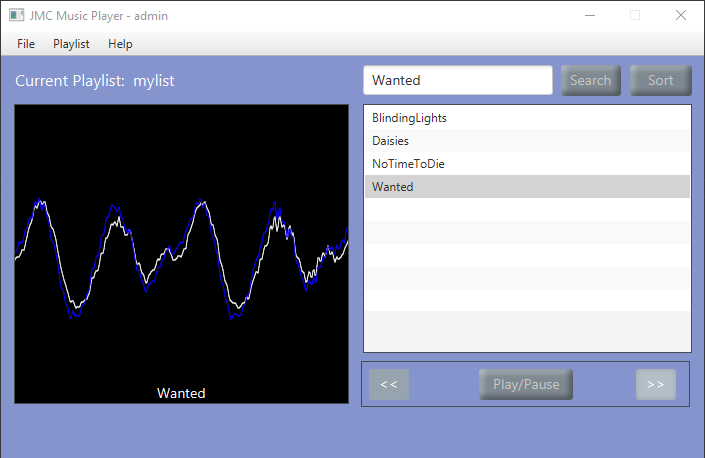 JMC Music Player - admin
File Playlist Help
Current Playlist: mylist
Wanted Search Sort
BlindingLights
Daisies
NoTimeToDie
Wanted
Wanted
<< Play/Pause >>